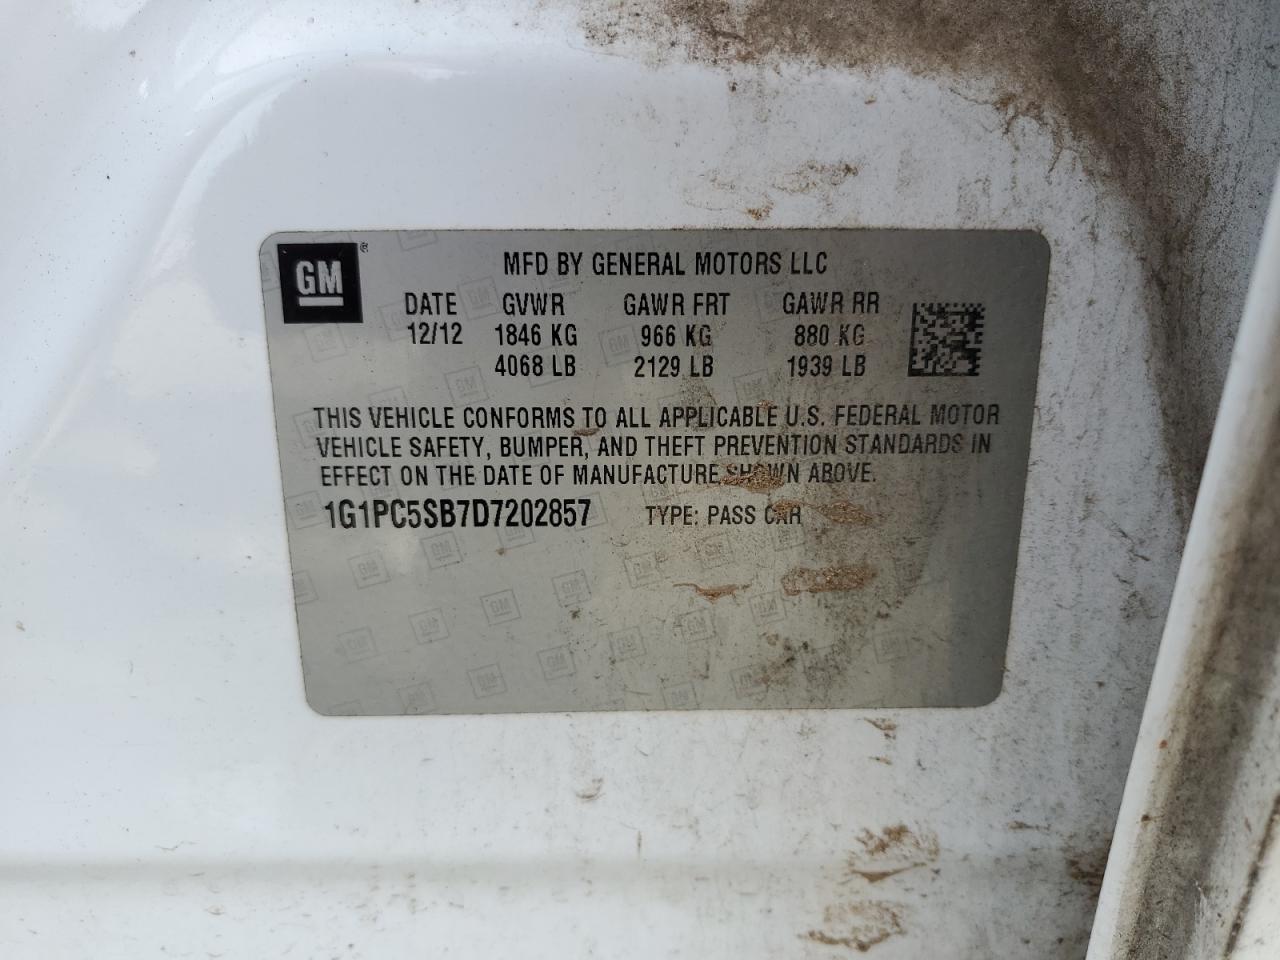 GM®
MFD BY GENERAL MOTORS LLC
DATE GVWR GAWR FRT GAWR RR
12/12 1846 KG 966 KG 880 KG
4068 LB 2129 LB 1939 LB
THIS VEHICLE CONFORMS TO ALL APPLICABLE U.S. FEDERAL MOTOR
VEHICLE SAFETY, BUMPER, AND THEFT PREVENTION STANDARDS IN
EFFECT ON THE DATE OF MANUFACTURE SHOWN ABOVE.
1G1PC5SB7D7202857 TYPE: PASS CAR